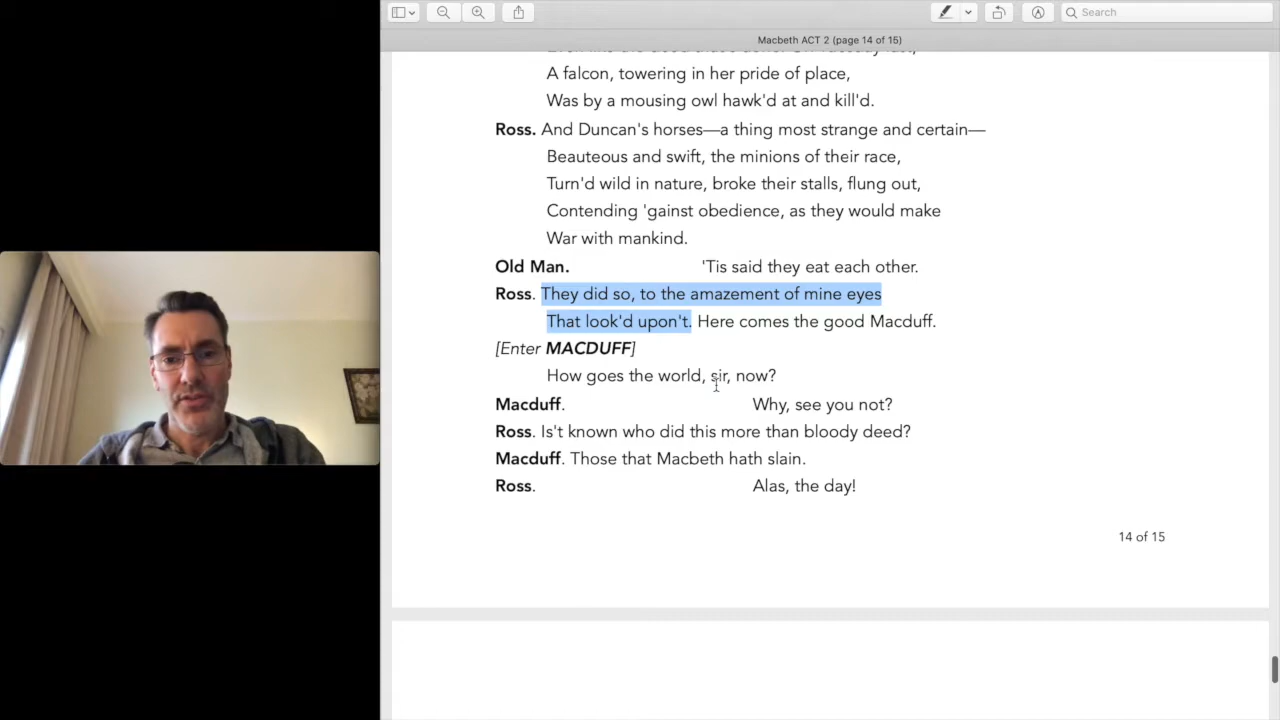 Search
Macbeth ACT 2 (page 14 of 15)
A falcon, towering in her pride of place,
Was by a mousing owl hawk'd at and kill'd.
Ross. And Duncan's horses—a thing most strange and certain—
Beauteous and swift, the minions of their race,
Turn'd wild in nature, broke their stalls, flung out,
Contending 'gainst obedience, as they would make
War with mankind.
Old Man. 'Tis said they eat each other.
Ross. They did so, to the amazement of mine eyes
That look'd upon't. Here comes the good Macduff.
[Enter MACDUFF]
How goes the world, sir, now?
Macduff. Why, see you not?
Ross. Is't known who did this more than bloody deed?
Macduff. Those that Macbeth hath slain.
Ross. Alas, the day!
14 of 15